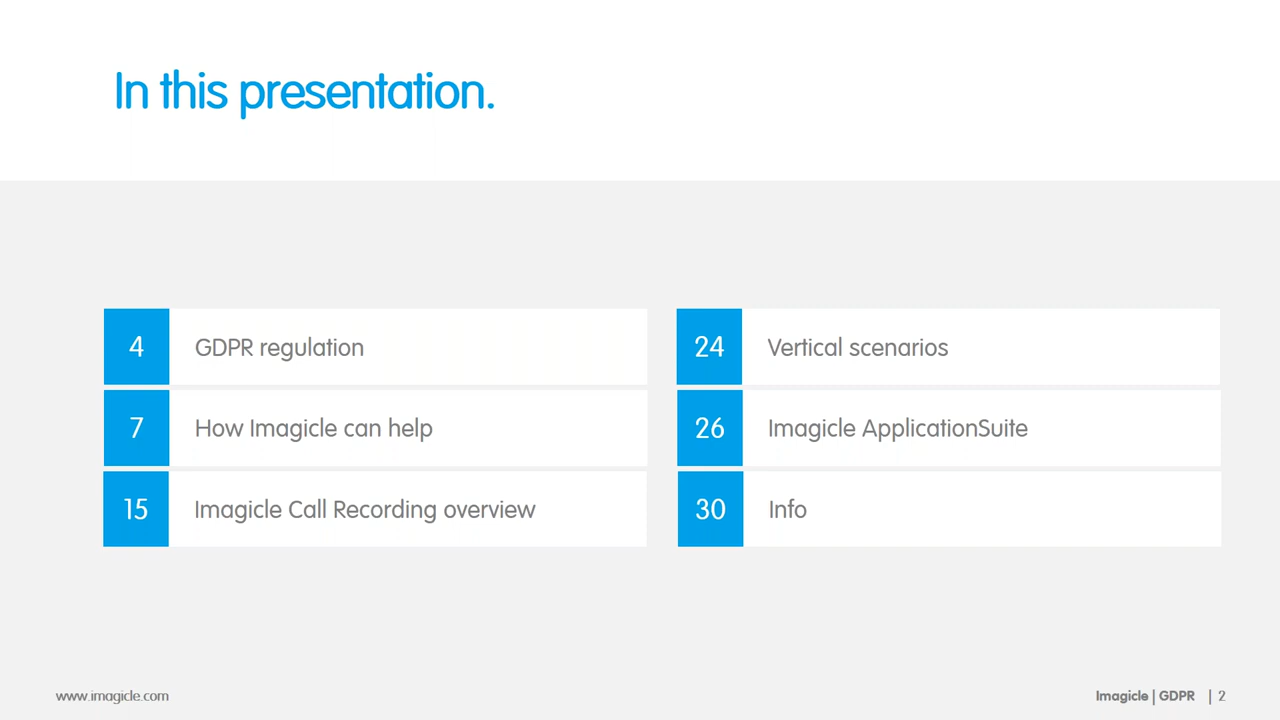 In this presentation.
4 GDPR regulation
7 How Imagicle can help
15 Imagicle Call Recording overview
24 Vertical scenarios
26 Imagicle ApplicationSuite
30 Info
www.imagicle.com
Imagicle | GDPR | 2